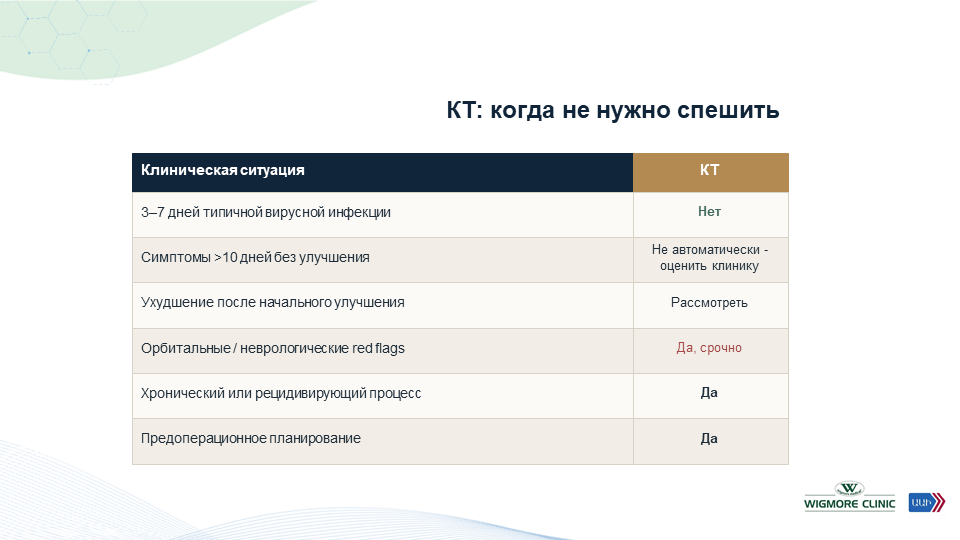 КТ: когда не нужно спешить
Клиническая ситуация
КТ
3–7 дней типичной вирусной инфекции
Нет
Симптомы >10 дней без улучшения
Не автоматически -
оценить клинику
Ухудшение после начального улучшения
Рассмотреть
Орбитальные / неврологические red flags
Да, срочно
Хронический или рецидивирующий процесс
Да
Предоперационное планирование
Да
W
WIGMORE CLINIC